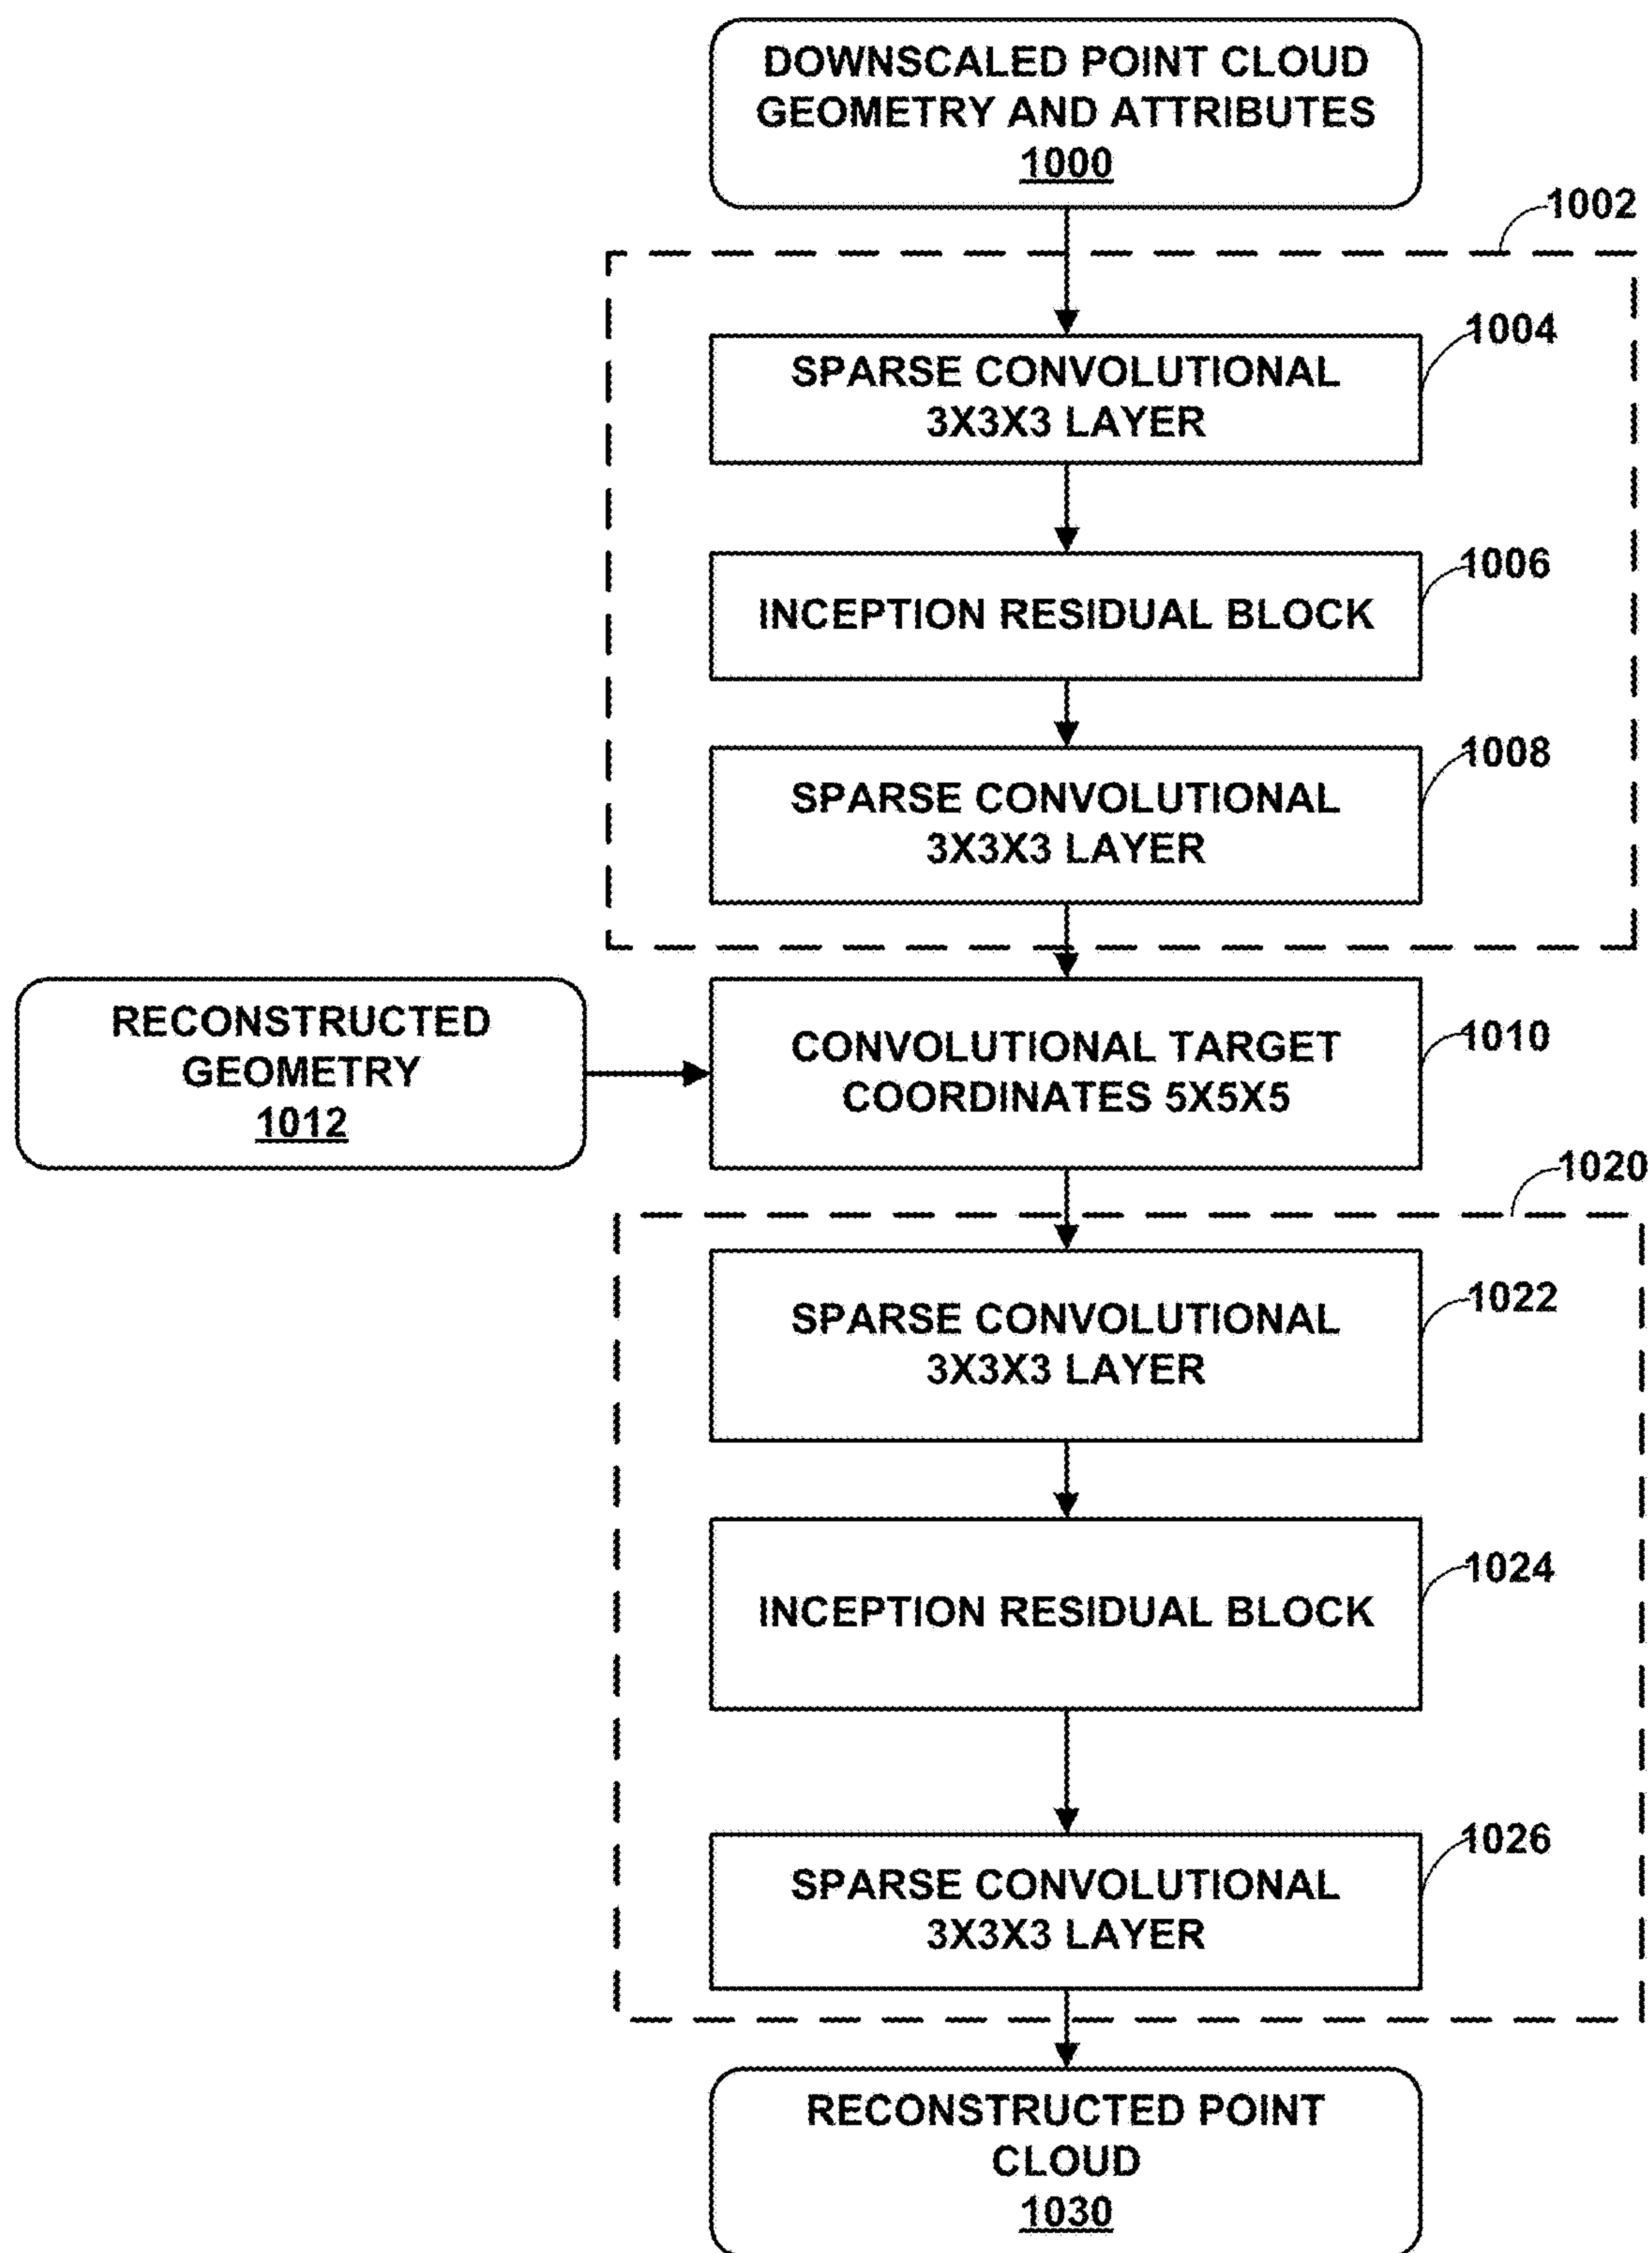 DOWNSCALED POINT CLOUD
GEOMETRY AND ATTRIBUTES
1000
1002
1004
SPARSE CONVOLUTIONAL
3X3X3 LAYER
1006
INCEPTION RESIDUAL BLOCK
1008
SPARSE CONVOLUTIONAL
3X3X3 LAYER
RECONSTRUCTED
GEOMETRY
1012
CONVOLUTIONAL TARGET
COORDINATES 5X5X5
1010
1020
SPARSE CONVOLUTIONAL
3X3X3 LAYER
1022
INCEPTION RESIDUAL BLOCK
1024
SPARSE CONVOLUTIONAL
3X3X3 LAYER
1026
RECONSTRUCTED POINT
CLOUD
1030